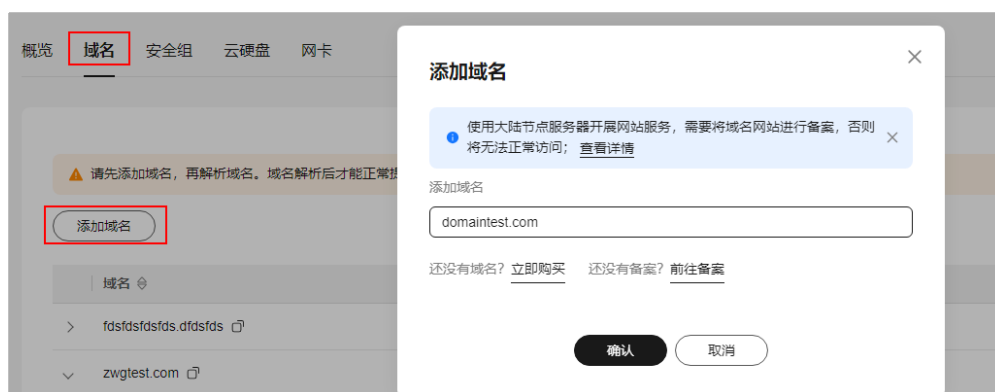 概览 域名 安全组 云硬盘 网卡
添加域名
使用大陆节点服务器开展网站服务，需要将域名网站进行备案，否则
将无法正常访问； 查看详情
请先添加域名，再解析域名。域名解析后才能正常
添加域名
domaintest.com
添加域名
还没有域名？ 立即购买 还没有备案？ 前往备案
域名
fdsfdsfdsfds.dfdsfds
确认 取消
zwgtest.com